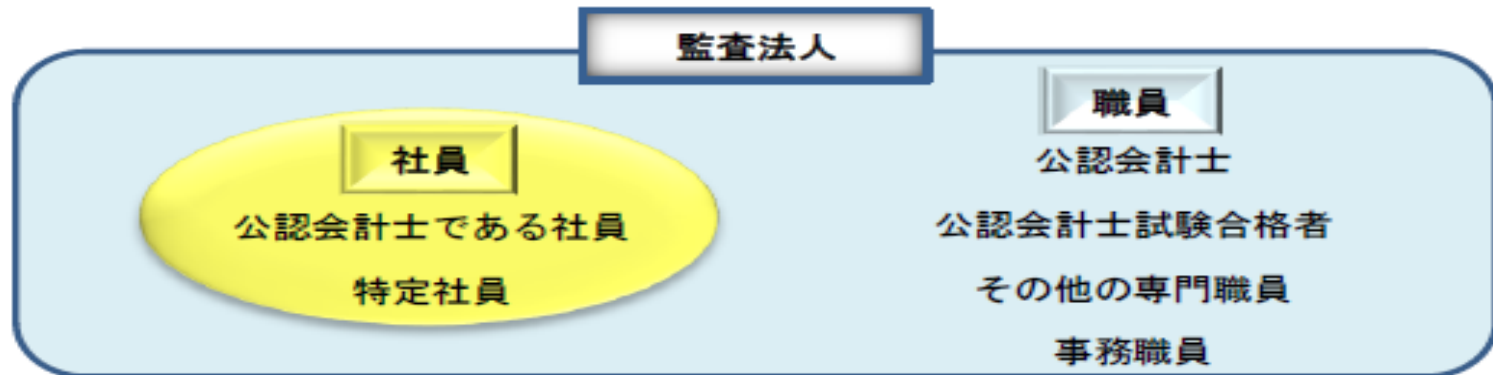 監査法人
社員
公認会計士である社員
特定社員
職員
公認会計士
公認会計士試験合格者
その他の専門職員
事務職員